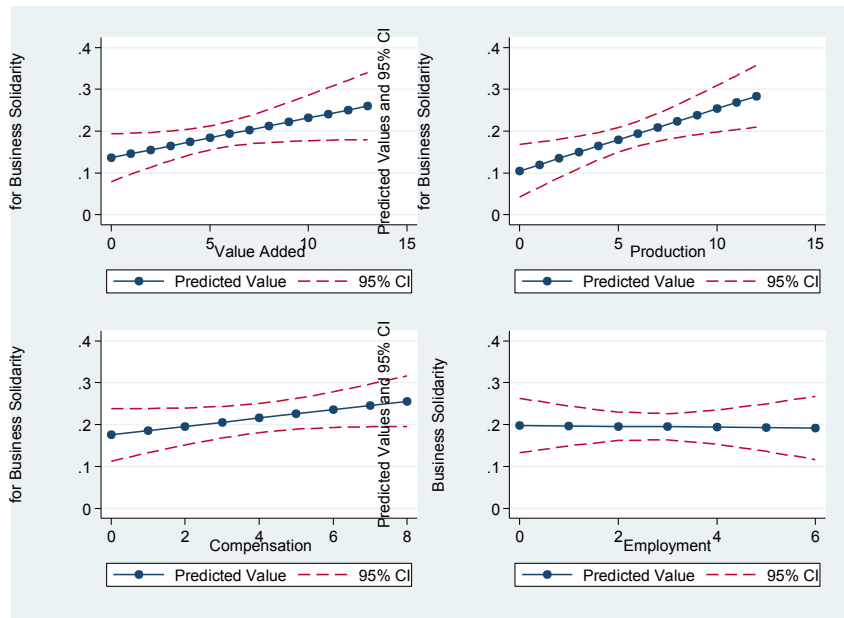 for Business Solidarity
.4
.3
.2
.1
0
0 5 10 15
Value Added
Predicted Value 95% CI
Predicted Values and 95% CI
for Business Solidarity
.4
.3
.2
.1
0
0 5 10 15
Production
Predicted Value 95% CI
for Business Solidarity
.4
.3
.2
.1
0
0 2 4 6 8
Compensation
Predicted Value 95% CI
Predicted Values and 95% CI
Business Solidarity
.4
.3
.2
.1
0
0 2 4 6
Employment
Predicted Value 95% CI